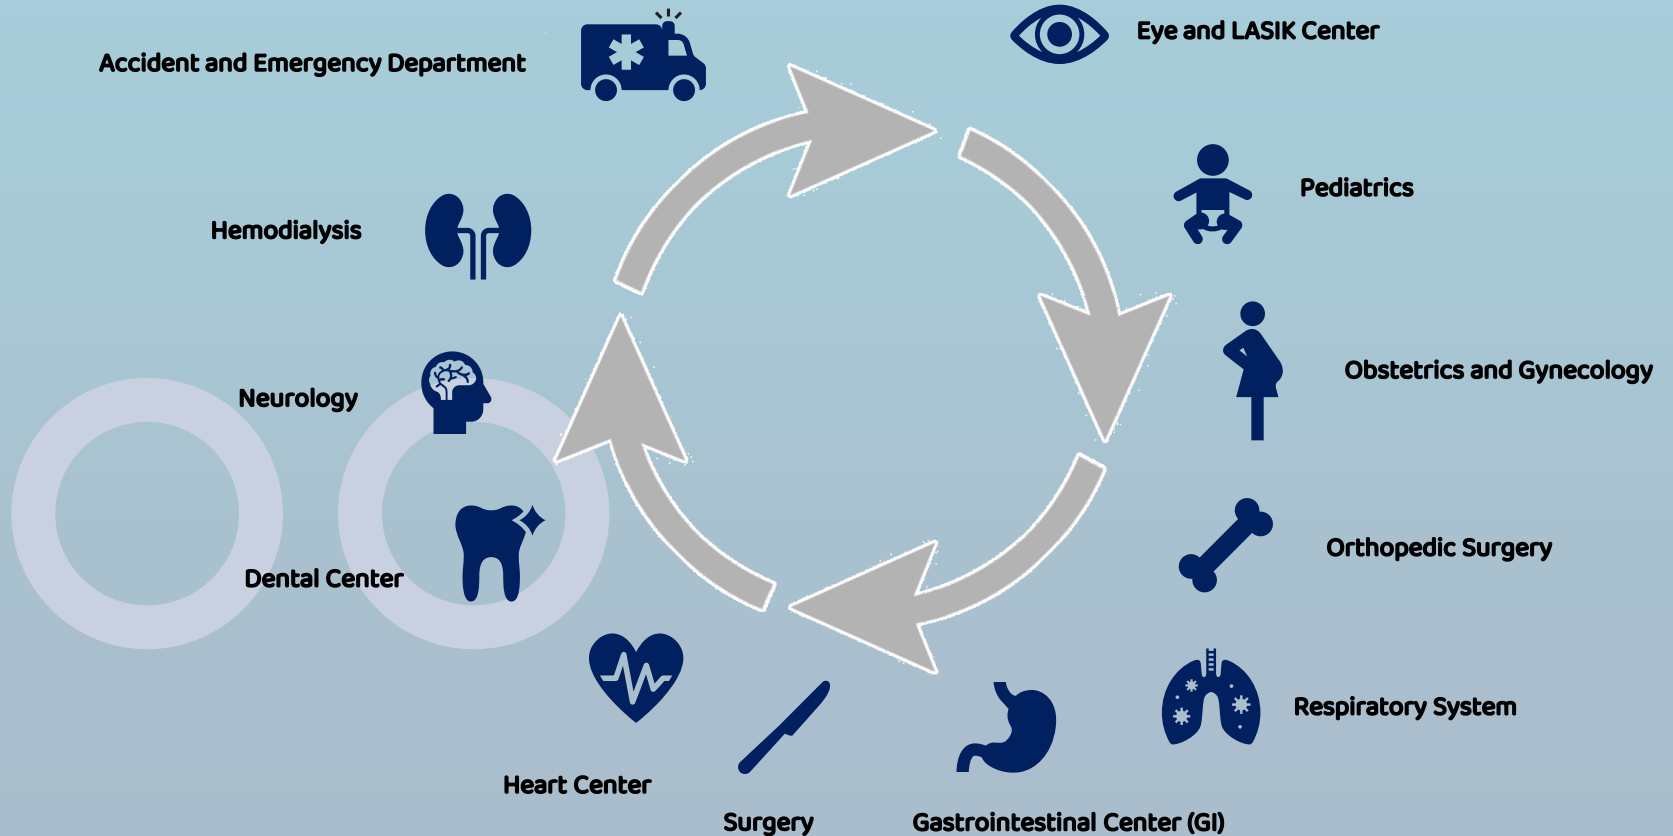 Accident and Emergency Department
Eye and LASIK Center
Pediatrics
Hemodialysis
Obstetrics and Gynecology
Neurology
Orthopedic Surgery
Dental Center
Respiratory System
Heart Center
Surgery
Gastrointestinal Center (GI)